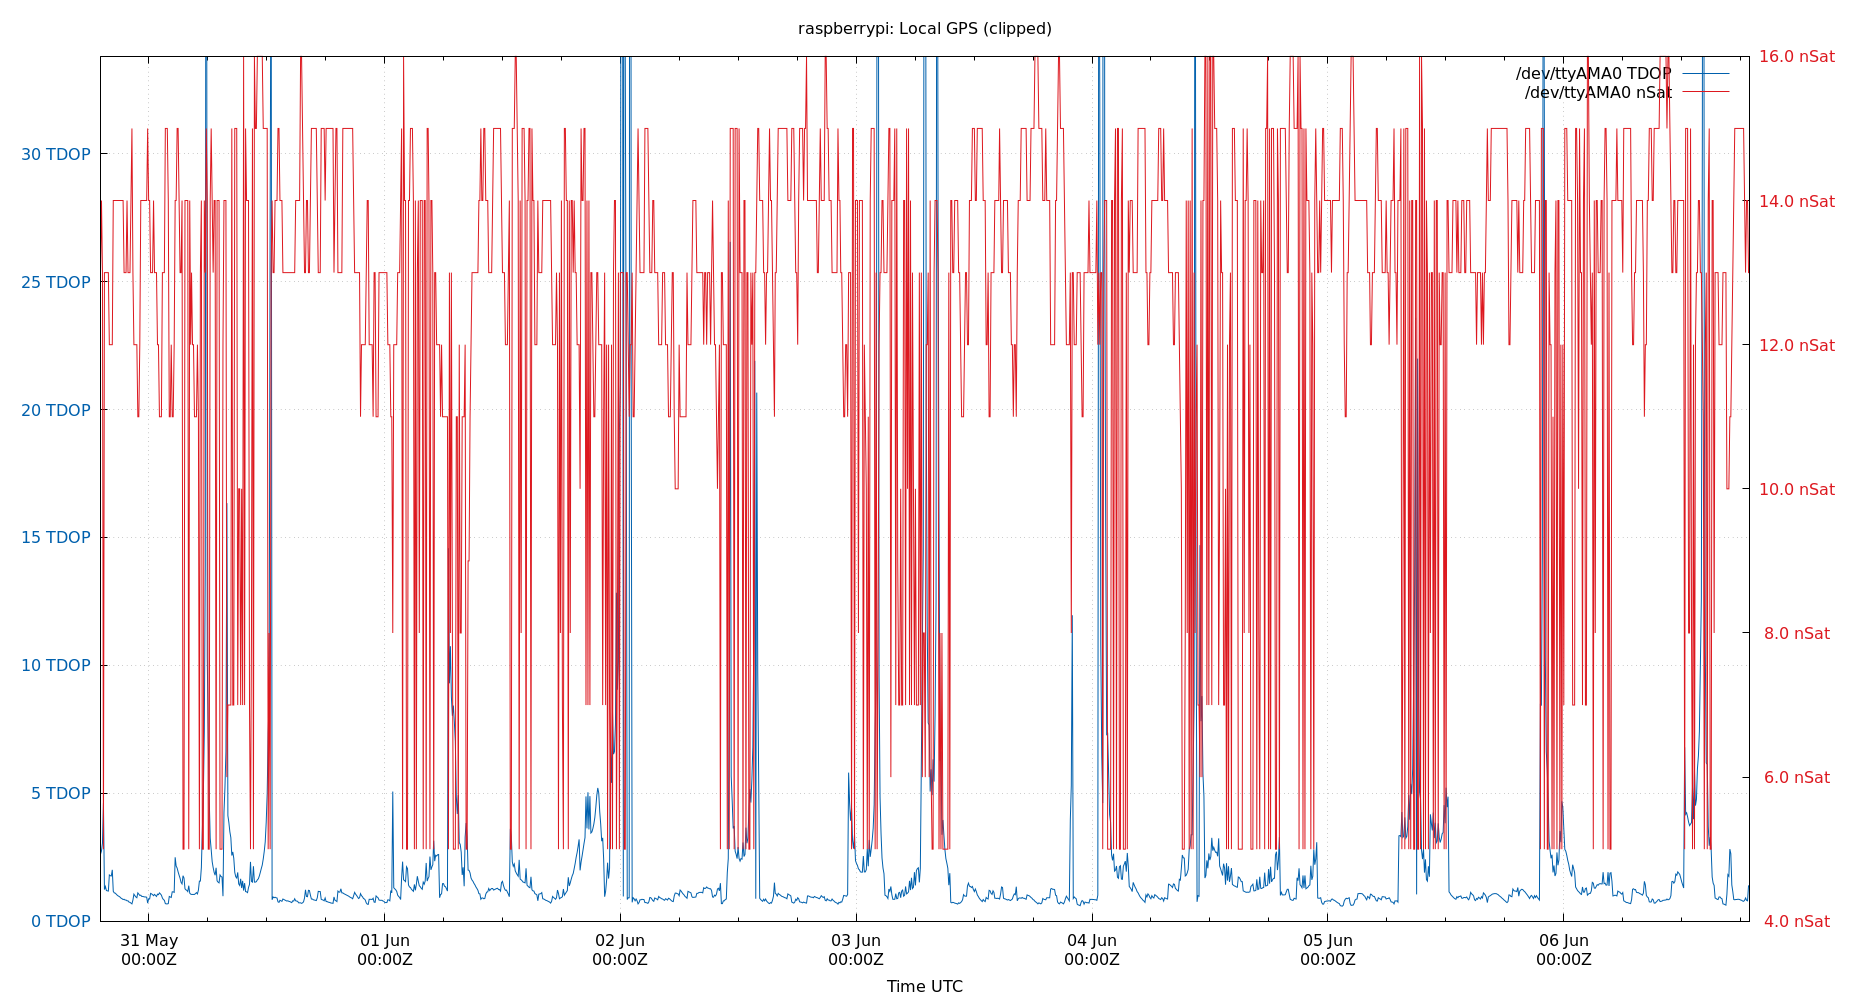 raspberrypi: Local GPS (clipped)
16.0 nSat
/dev/ttyAMA0 TDOP
/dev/ttyAMA0 nSat
30 TDOP
14.0 nSat
25 TDOP
12.0 nSat
20 TDOP
10.0 nSat
15 TDOP
8.0 nSat
10 TDOP
6.0 nSat
5 TDOP
0 TDOP
4.0 nSat
31 May 01 Jun 02 Jun 03 Jun 04 Jun 05 Jun 06 Jun
00:00Z 00:00Z 00:00Z 00:00Z 00:00Z 00:00Z 00:00Z
Time UTC